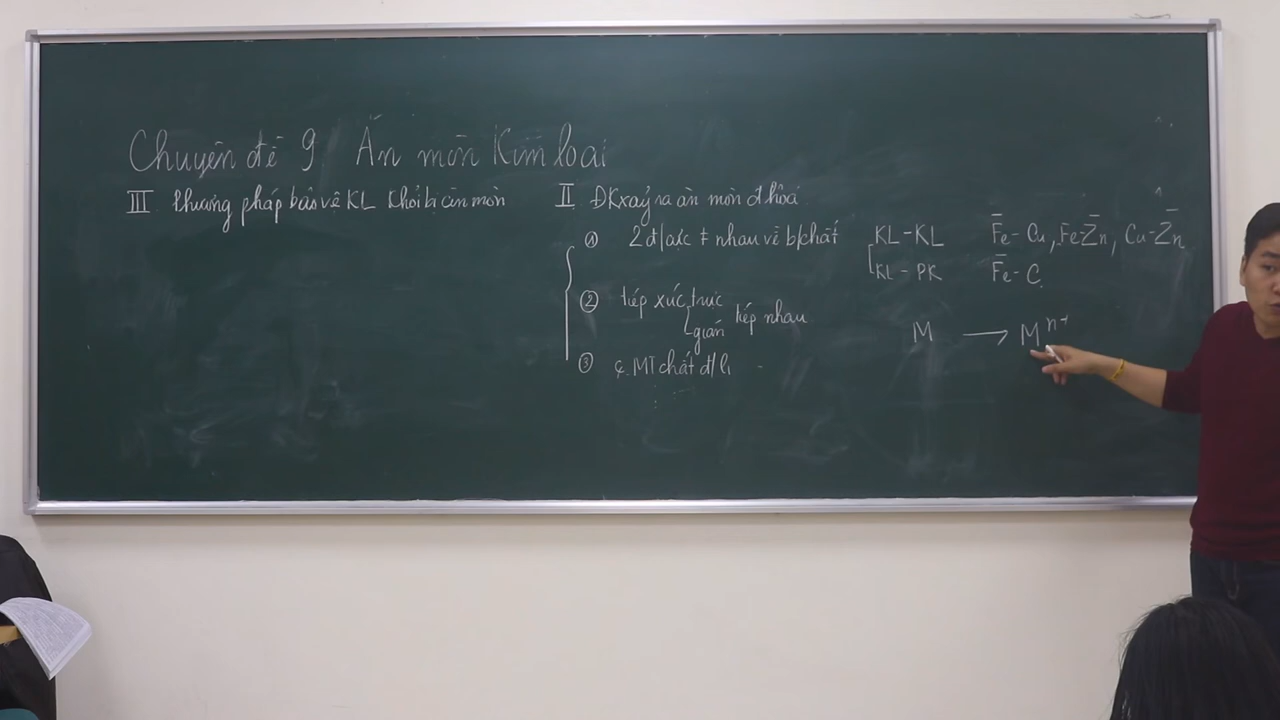 Chuyên đề 9 Ăn mòn Kim loại
III Phương pháp bảo vệ KL khỏi bị ăn mòn
II ĐK xảy ra ăn mòn đ hóa
① 2 đ/cực ≠ nhau về b/chất
KL-KL
KL-PK
Fe-Cu, Fe-Zn, Cu-Zn
Fe-C
② tiếp xúc trực
gián tiếp nhau
③ MT chất đ/li
M → Mⁿ⁺